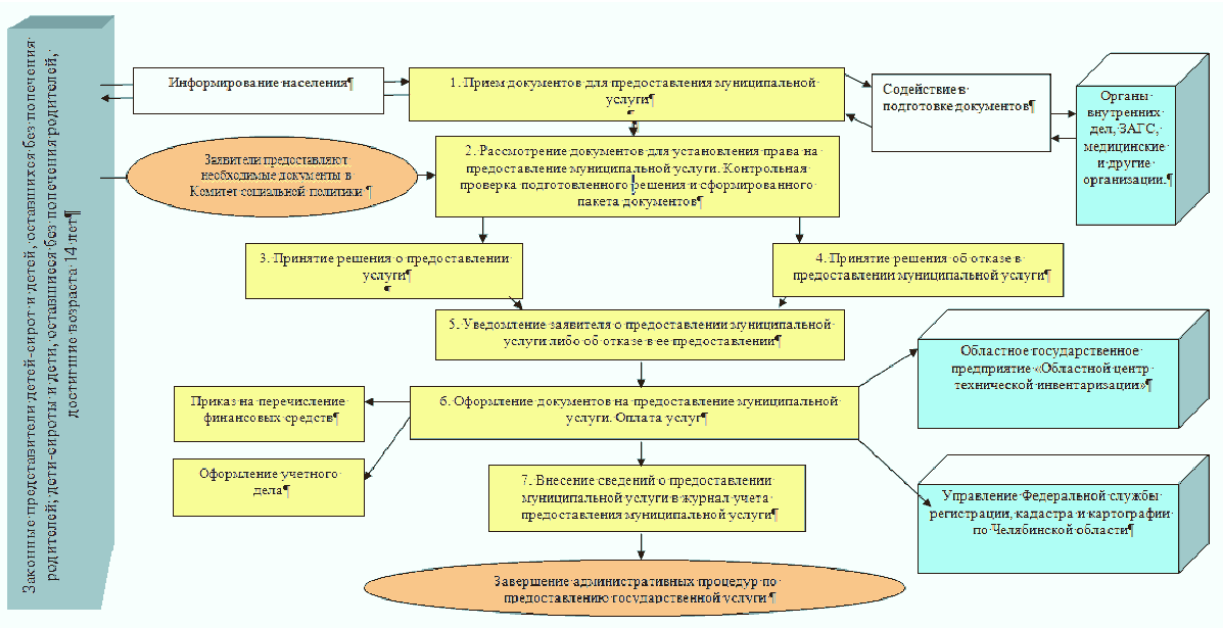 Законные представители детей-сирот и детей, оставшихся без попечения
родителей; дети-сироты и дети, оставшиеся без попечения родителей,
достигшие возраста 14 лет¶
Информирование населения¶
1. Прием документов для предоставления муниципальной
услуги¶
¶
Содействие в
подготовке документов¶
Органы
внутренних
дел, ЗАГС,
медицинские
и другие
организации.¶
Заявители предоставляют
необходимые документы в
Комитет социальной политики ¶
2. Рассмотрение документов для установления права на
предоставление муниципальной услуги. Контрольная
проверка подготовленного решения и сформированного
пакета документов¶
3. Принятие решения о предоставлении
услуги¶
¶
4. Принятие решения об отказе в
предоставлении муниципальной услуги¶
5. Уведомление заявителя о предоставлении муниципальной
услуги либо об отказе в ее предоставлении¶
Областное государственное
предприятие «Областной центр
технической инвентаризации»¶
Приказ на перечисление
финансовых средств¶
6. Оформление документов на предоставление муниципальной
услуги. Оплата услуг¶
Оформление учетного
дела¶
7. Внесение сведений о предоставлении
муниципальной услуги в журнал учета
предоставления муниципальной услуги¶
Управление Федеральной службы
регистрации, кадастра и картографии
по Челябинской области¶
Завершение административных процедур по
предоставлению государственной услуги ¶